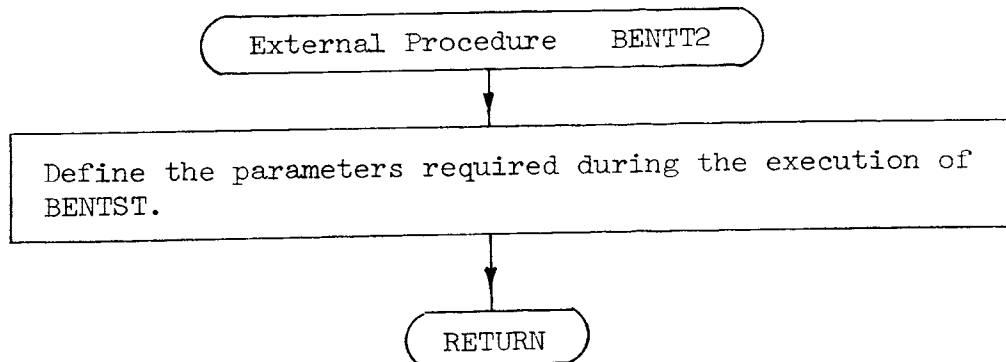 External Procedure BENTT2
Define the parameters required during the execution of
BENTST.
RETURN